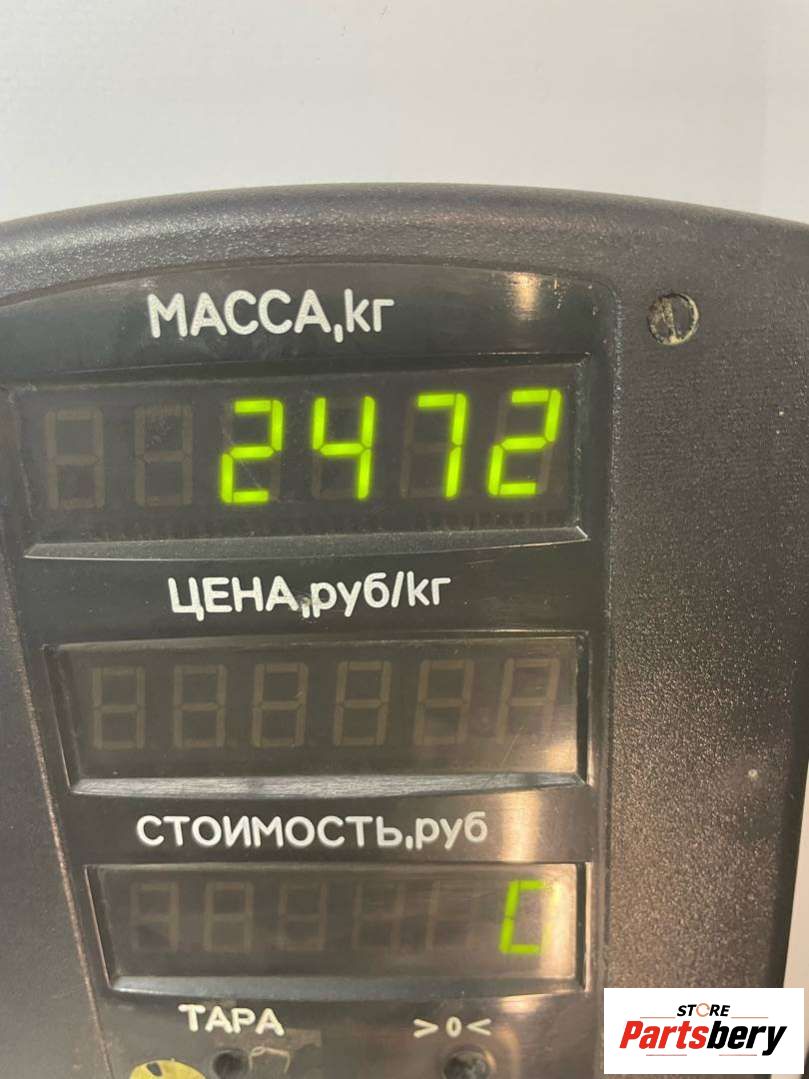 МАССА,кг
2472
ЦЕНА,руб/кг
СТОИМОСТЬ,руб
C
ТАРА
>0<
STORE
Partsbery